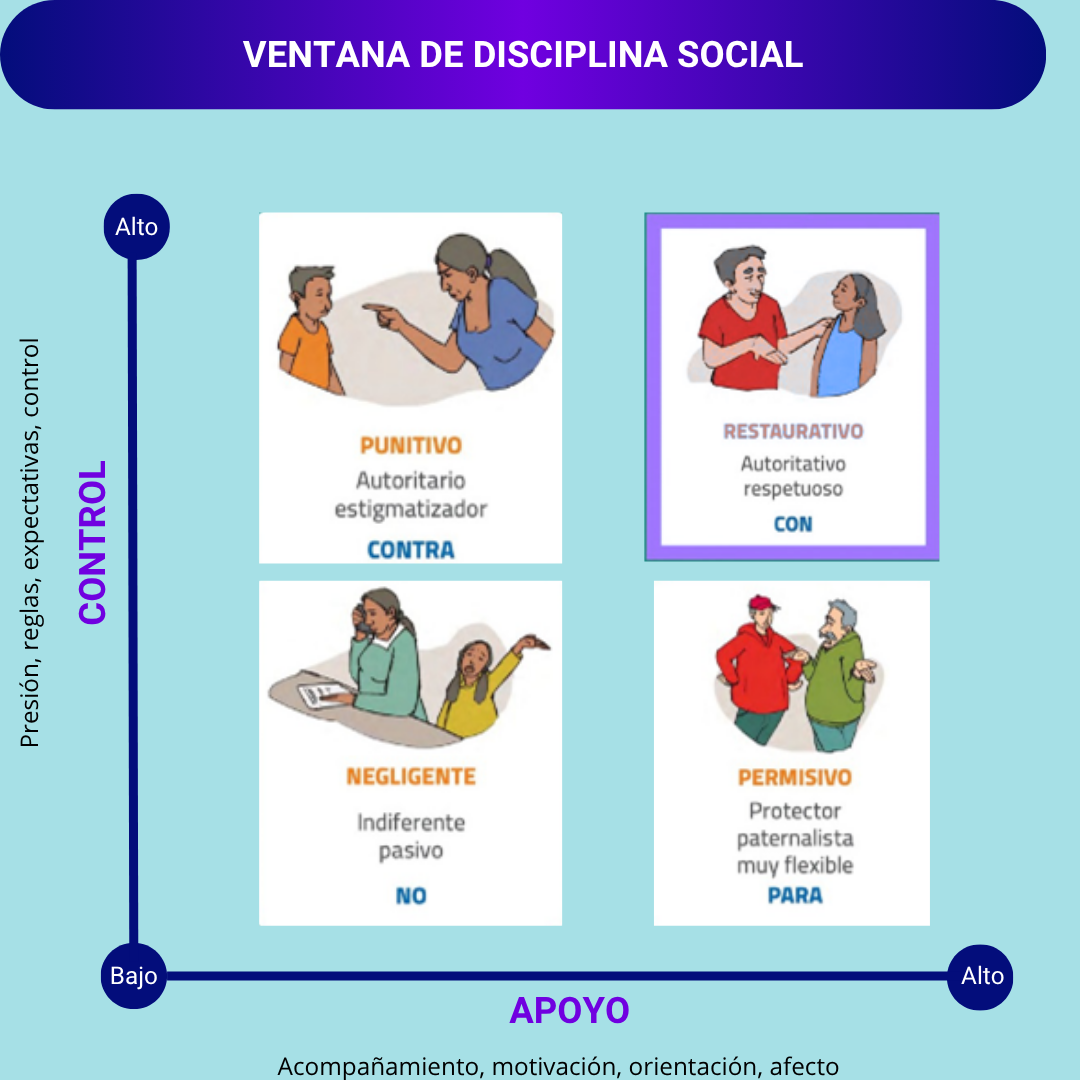 VENTANA DE DISCIPLINA SOCIAL
Alto
Presión, reglas, expectativas, control
CONTROL
PUNITIVO
Autoritario
estigmatizador
CONTRA
RESTAURATIVO
Autoritativo
respetuoso
CON
NEGLIGENTE
Indiferente
pasivo
NO
PERMISIVO
Protector
paternalista
muy flexible
PARA
Bajo
Alto
APOYO
Acompañamiento, motivación, orientación, afecto